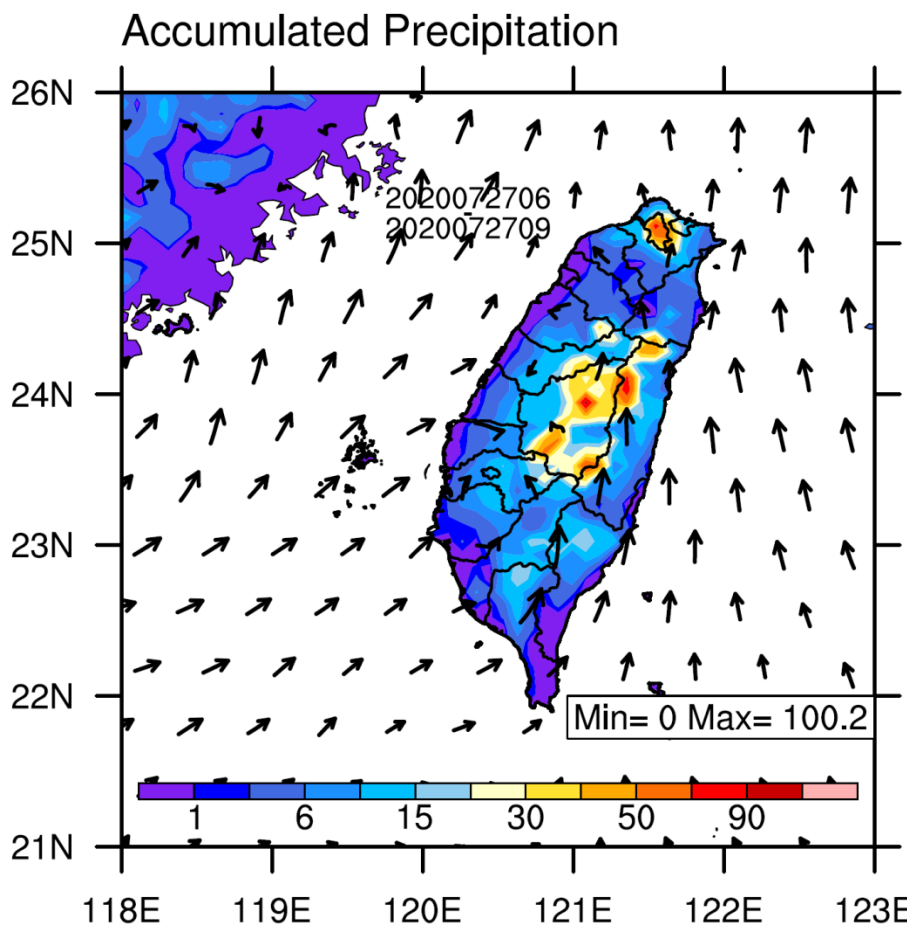 Accumulated Precipitation
26N
2020072706
-
2020072709
25N
24N
23N
22N
Min= 0 Max= 100.2
1 6 15 30 50 90
21N
118E 119E 120E 121E 122E 123E